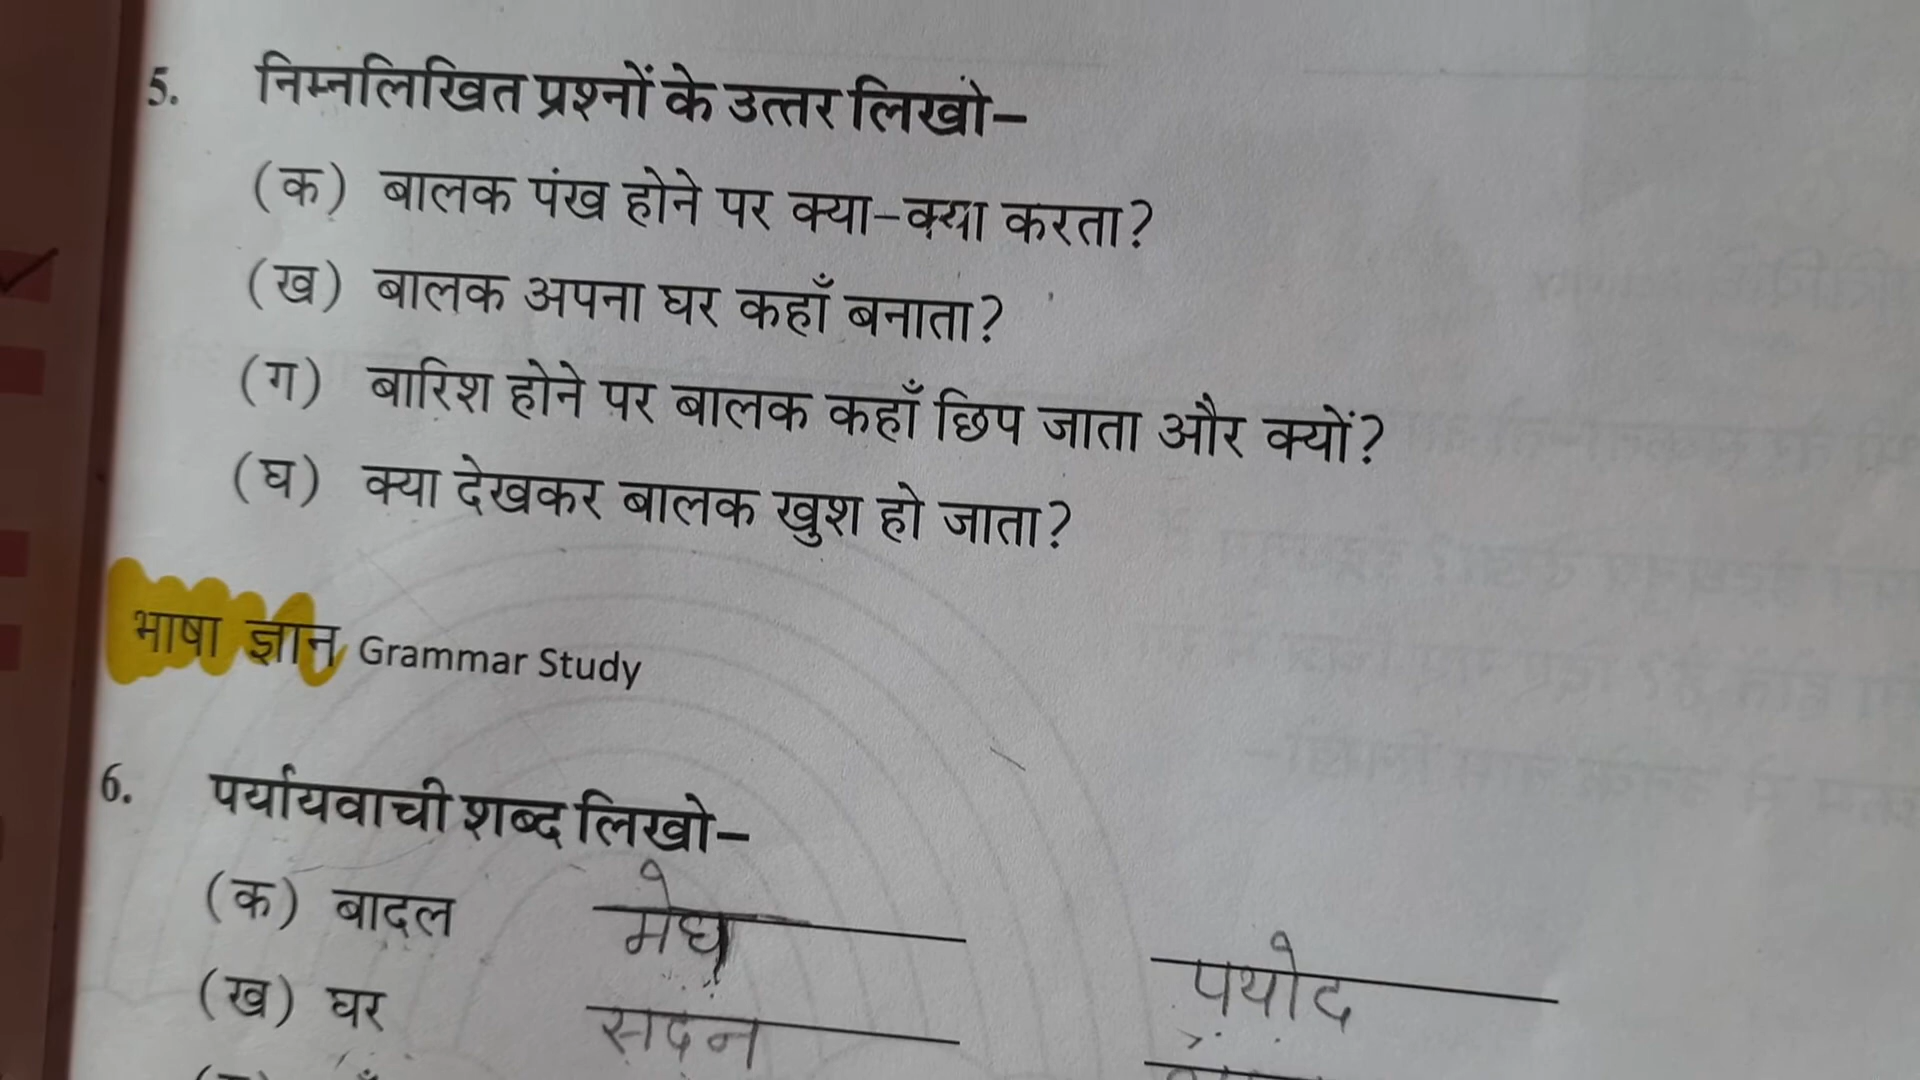 5. निम्नलिखित प्रश्नों के उत्तर लिखो–
(क) बालक पंख होने पर क्या-क्या करता?
(ख) बालक अपना घर कहाँ बनाता?
(ग) बारिश होने पर बालक कहाँ छिप जाता और क्यों?
(घ) क्या देखकर बालक खुश हो जाता?
भाषा ज्ञान Grammar Study
6. पर्यायवाची शब्द लिखो–
(क) बादल मेघ पयोद
(ख) घर सदन